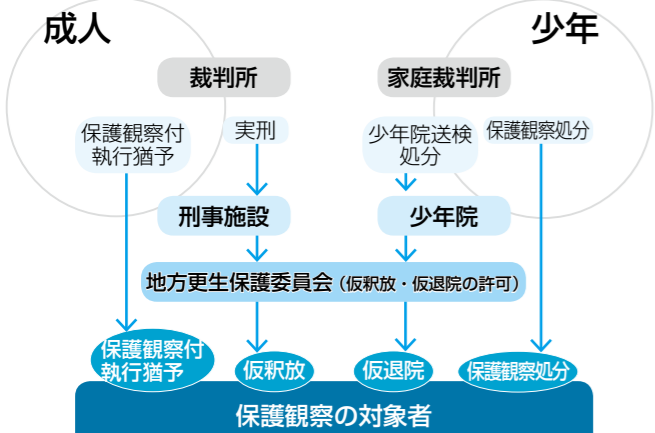 成人
少年
裁判所
家庭裁判所
保護観察付
執行猶予
実刑
少年院送検
処分
保護観察処分
刑事施設
少年院
地方更生保護委員会（仮釈放・仮退院の許可）
保護観察付
執行猶予
仮釈放
仮退院
保護観察処分
保護観察の対象者